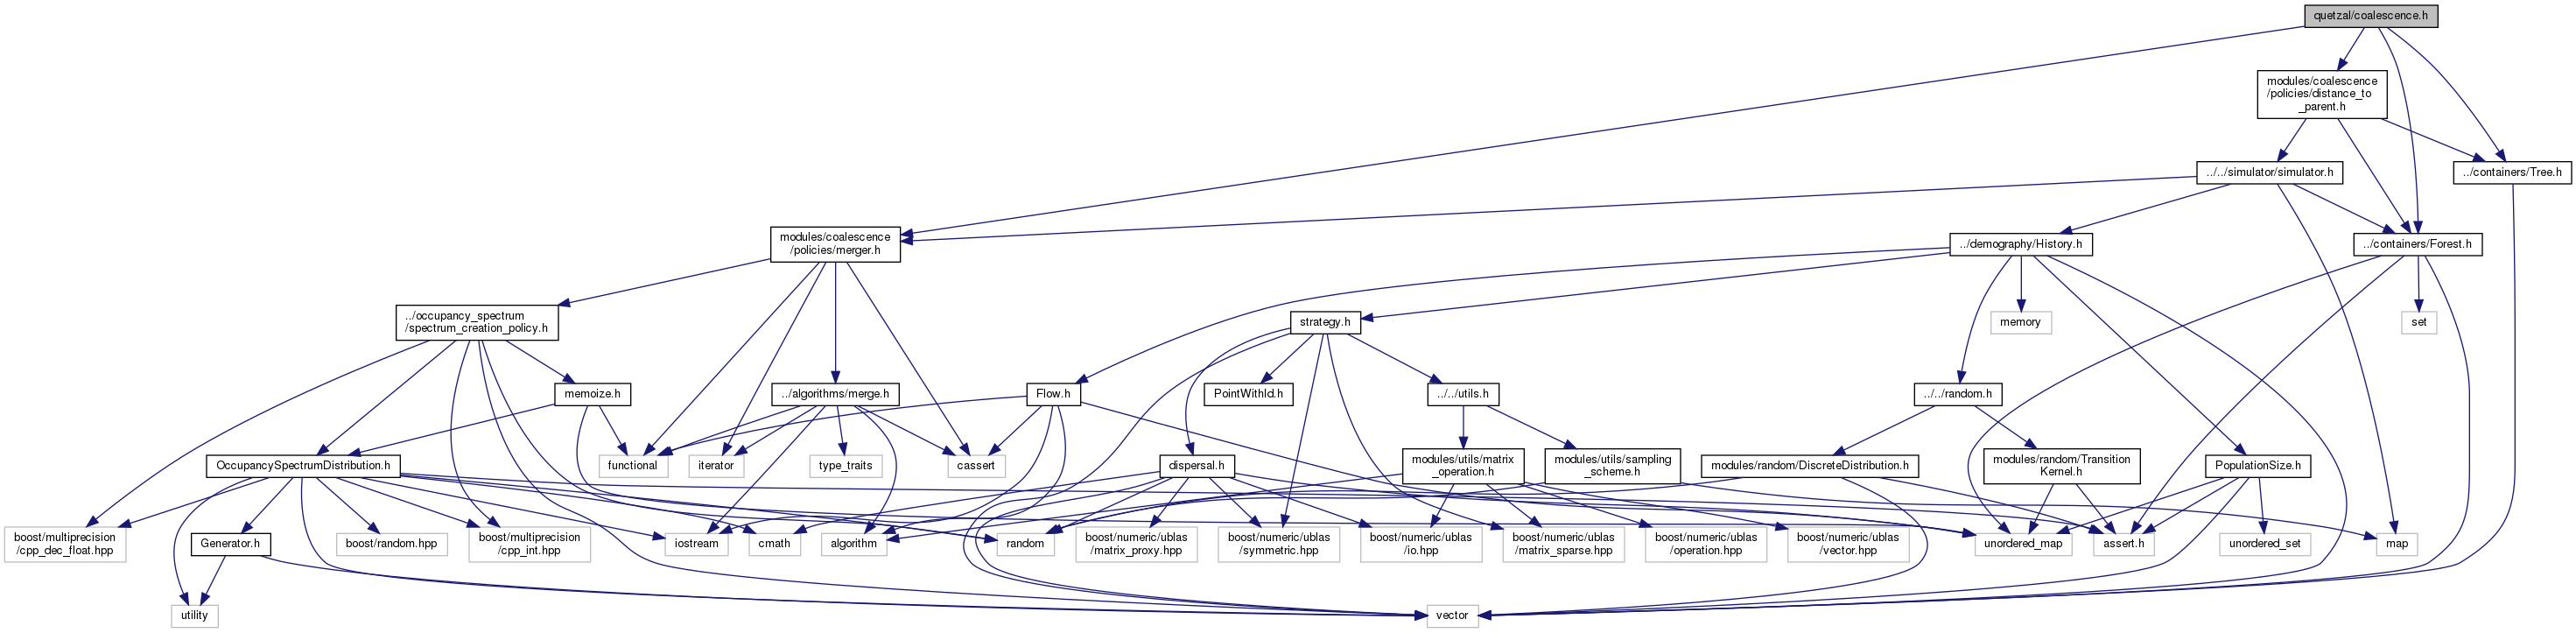 quetzal/coalescence.h
modules/coalescence
/policies/distance_to
_parent.h
../../simulator/simulator.h
../containers/Tree.h
modules/coalescence
/policies/merger.h
../demography/History.h
../containers/Forest.h
../occupancy_spectrum
/spectrum_creation_policy.h
strategy.h
memory
set
memoize.h
../algorithms/merge.h
Flow.h
PointWithId.h
../../utils.h
../../random.h
OccupancySpectrumDistribution.h
functional
iterator
type_traits
cassert
dispersal.h
modules/utils/matrix
_operation.h
modules/utils/sampling
_scheme.h
modules/random/DiscreteDistribution.h
modules/random/Transition
Kernel.h
PopulationSize.h
boost/multiprecision
/cpp_dec_float.hpp
Generator.h
boost/random.hpp
boost/multiprecision
/cpp_int.hpp
iostream
cmath
algorithm
random
boost/numeric/ublas
/matrix_proxy.hpp
boost/numeric/ublas
/symmetric.hpp
boost/numeric/ublas
/io.hpp
boost/numeric/ublas
/matrix_sparse.hpp
boost/numeric/ublas
/operation.hpp
boost/numeric/ublas
/vector.hpp
unordered_map
assert.h
unordered_set
map
utility
vector